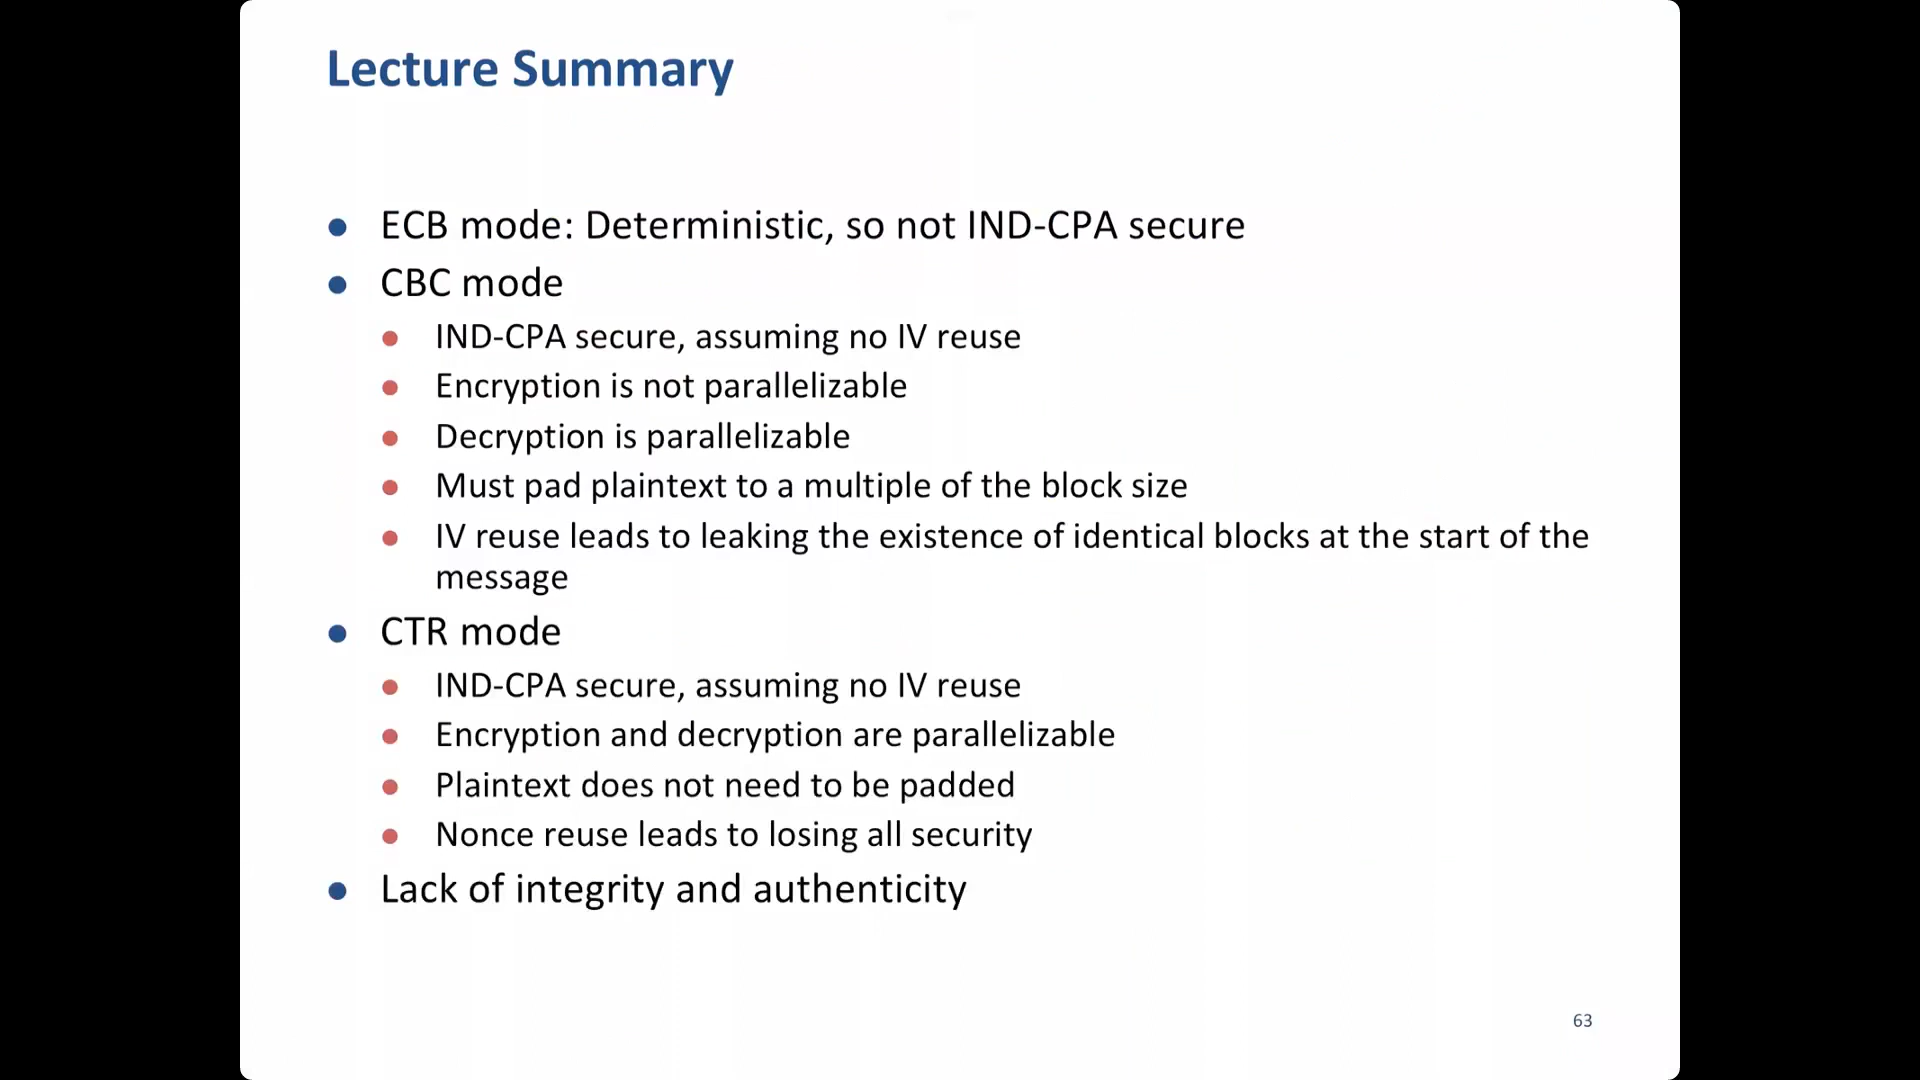 Lecture Summary
● ECB mode: Deterministic, so not IND-CPA secure
● CBC mode
● IND-CPA secure, assuming no IV reuse
● Encryption is not parallelizable
● Decryption is parallelizable
● Must pad plaintext to a multiple of the block size
● IV reuse leads to leaking the existence of identical blocks at the start of the
message
● CTR mode
● IND-CPA secure, assuming no IV reuse
● Encryption and decryption are parallelizable
● Plaintext does not need to be padded
● Nonce reuse leads to losing all security
● Lack of integrity and authenticity
63